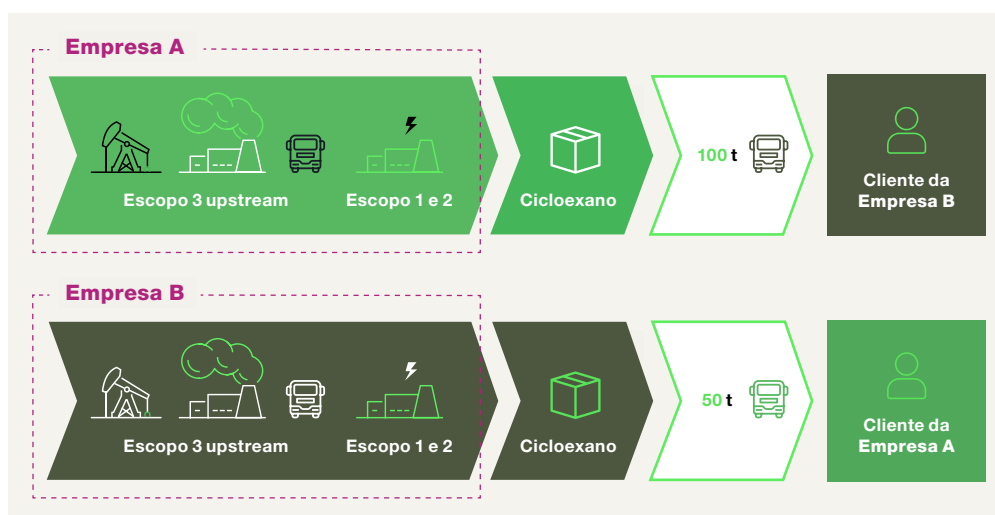 Empresa A
Escopo 3 upstream
Escopo 1 e 2
Cicloexano
100 t
Cliente da
Empresa B
Empresa B
Escopo 3 upstream
Escopo 1 e 2
Cicloexano
50 t
Cliente da
Empresa A